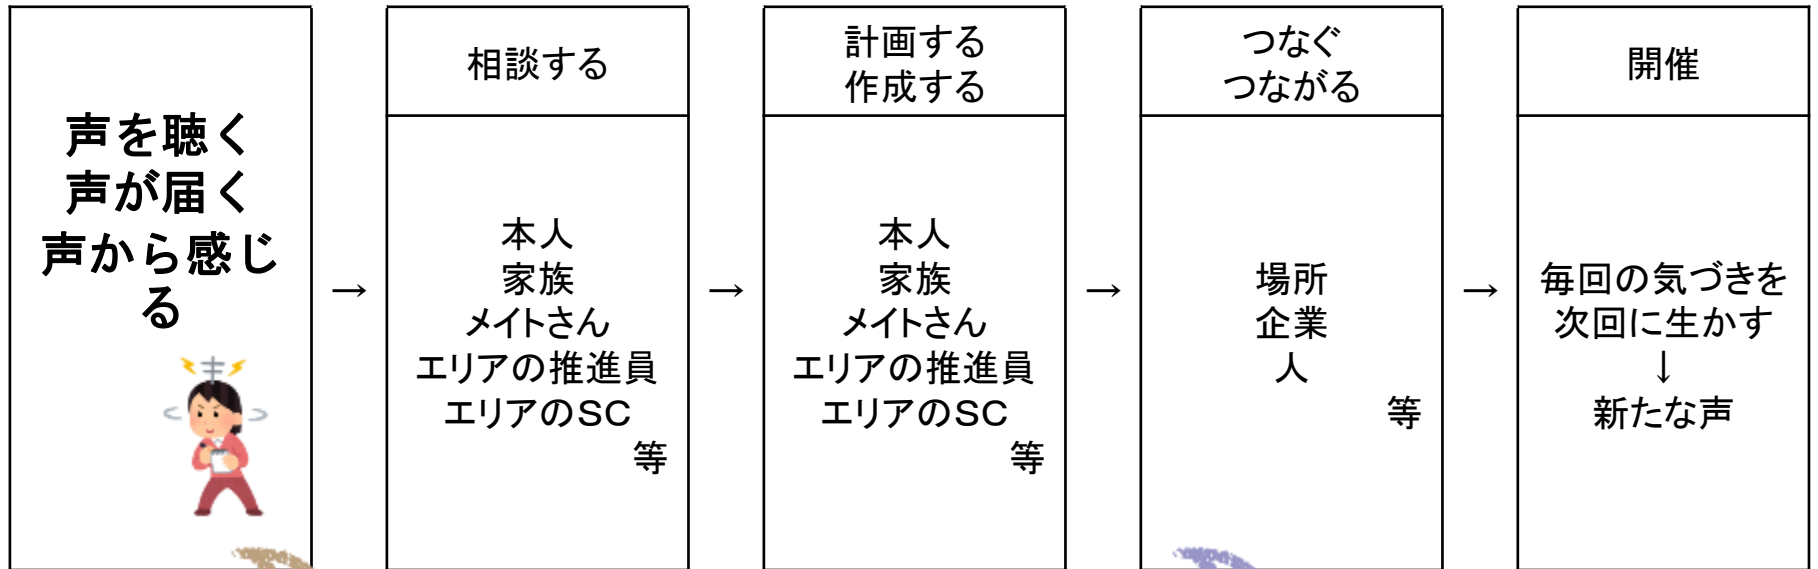 声を聴く
声が届く
声から感じ
る
→
相談する
本人
家族
メイトさん
エリアの推進員
エリアのSC
等
→
計画する
作成する
本人
家族
メイトさん
エリアの推進員
エリアのSC
等
→
つなぐ
つながる
場所
企業
人
等
→
開催
毎回の気づきを
次回に生かす
↓
新たな声